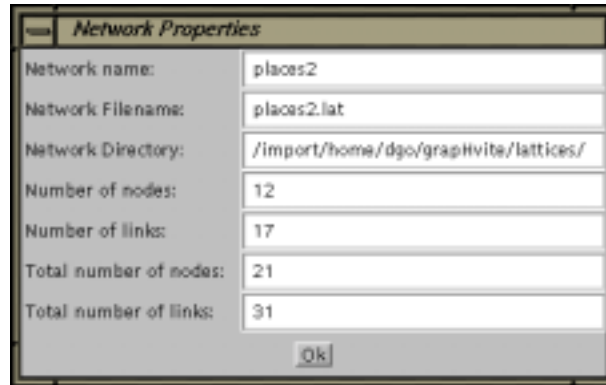 Network Properties
Network name: places2
Network Filename: places2.lat
Network Directory: /import/home/dgo/grapHvite/lattices/
Number of nodes: 12
Number of links: 17
Total number of nodes: 21
Total number of links: 31
Ok